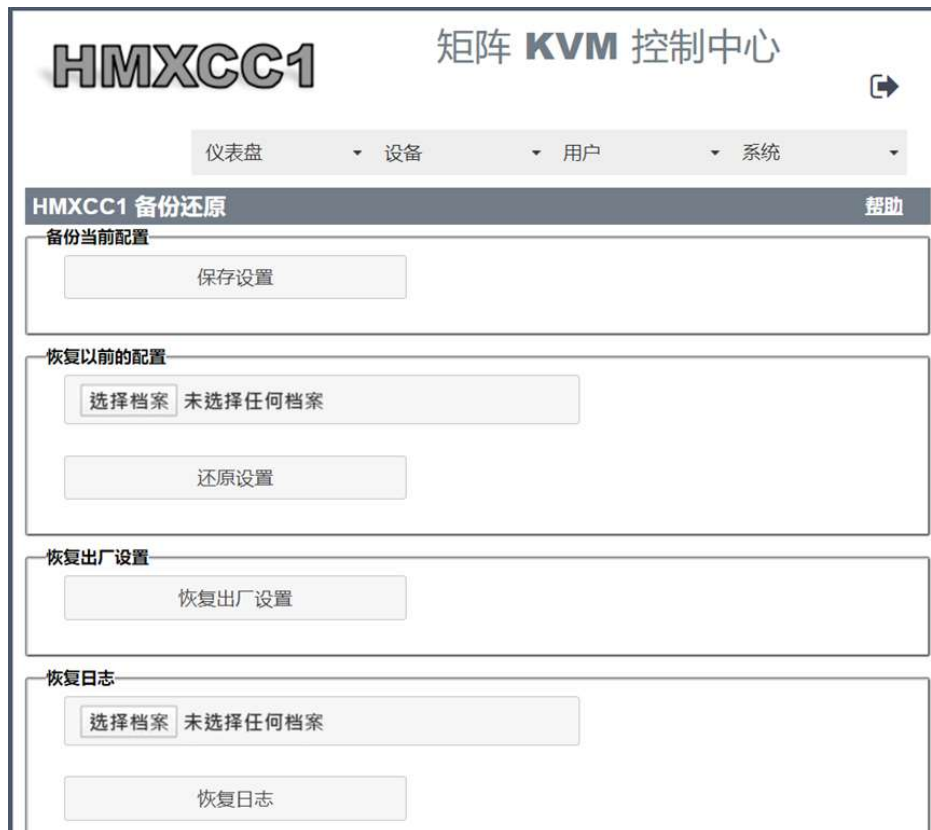 HMXCC1
矩阵 KVM 控制中心
仪表盘 设备 用户 系统
HMXCC1 备份还原 帮助
备份当前配置
保存设置
恢复以前的配置
选择档案 未选择任何档案
还原设置
恢复出厂设置
恢复出厂设置
恢复日志
选择档案 未选择任何档案
恢复日志